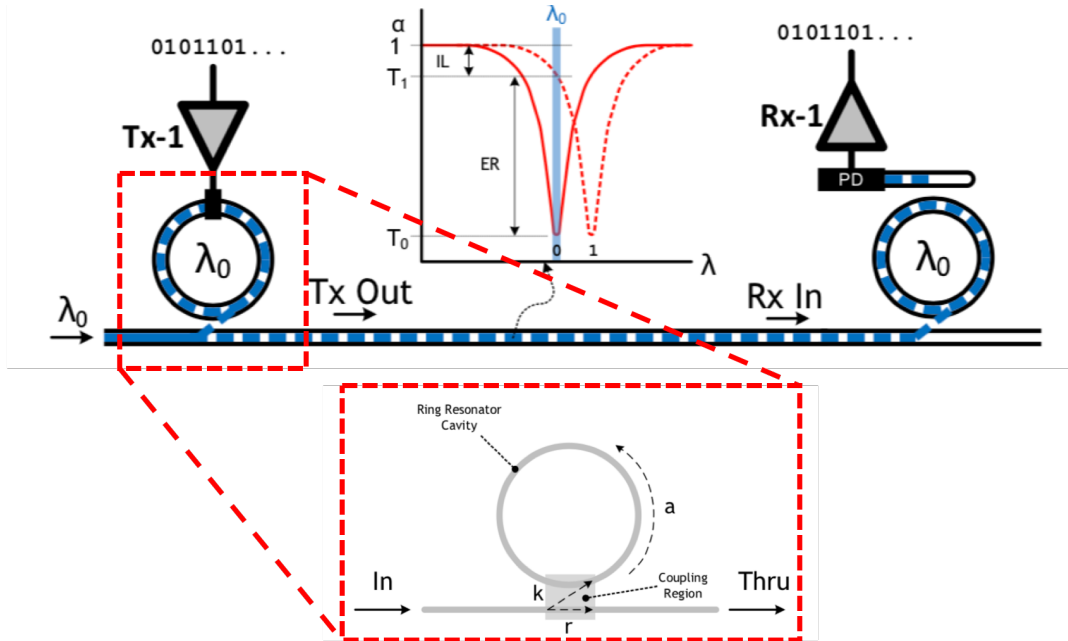 0101101...
Tx-1
λ₀
λ₀
Tx Out
α
1
IL
T₁
ER
T₀
λ₀
0
1
λ
0101101...
Rx-1
PD
λ₀
Rx In
Ring Resonator
Cavity
a
In
k
r
Coupling
Region
Thru